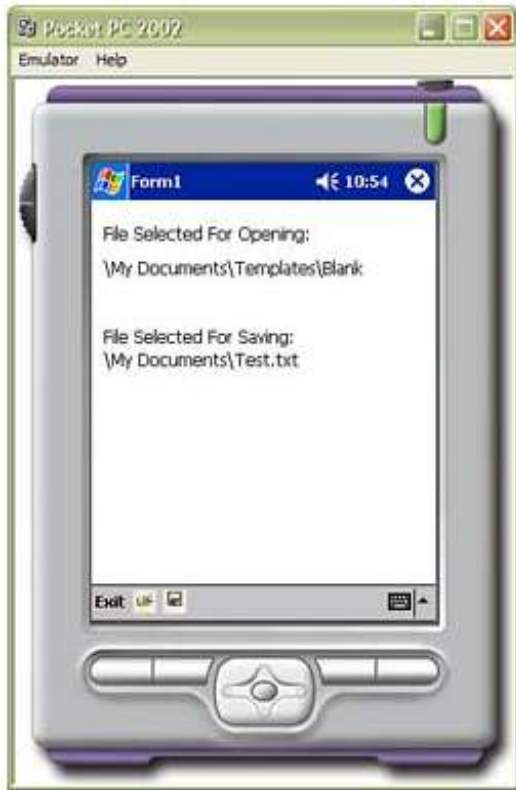 Pocket PC 2002
Emulator Help
Form1 10:54
File Selected For Opening:
\My Documents\Templates\Blank
File Selected For Saving:
\My Documents\Test.txt
Exit